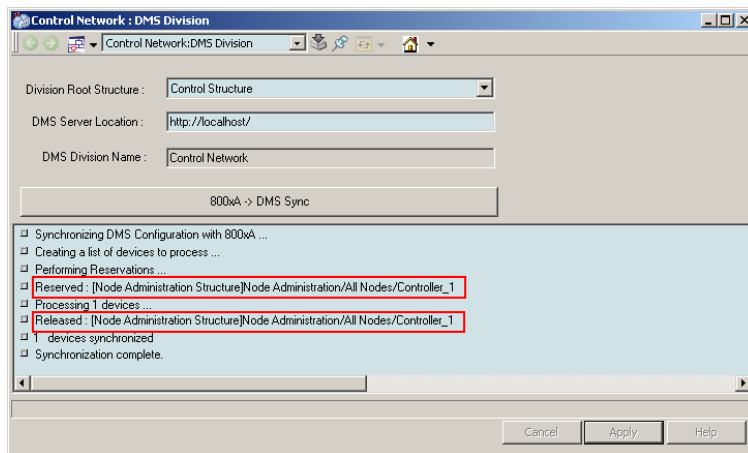 Control Network : DMS Division
Control Network:DMS Division
Division Root Structure :
Control Structure
DMS Server Location :
http://localhost/
DMS Division Name :
Control Network
800xA -> DMS Sync
Synchronizing DMS Configuration with 800xA ...
Creating a list of devices to process ...
Performing Reservations ...
Reserved : [Node Administration Structure]Node Administration/All Nodes/Controller_1
Processing 1 devices ...
Released : [Node Administration Structure]Node Administration/All Nodes/Controller_1
1 devices synchronized
Synchronization complete.
Cancel Apply Help